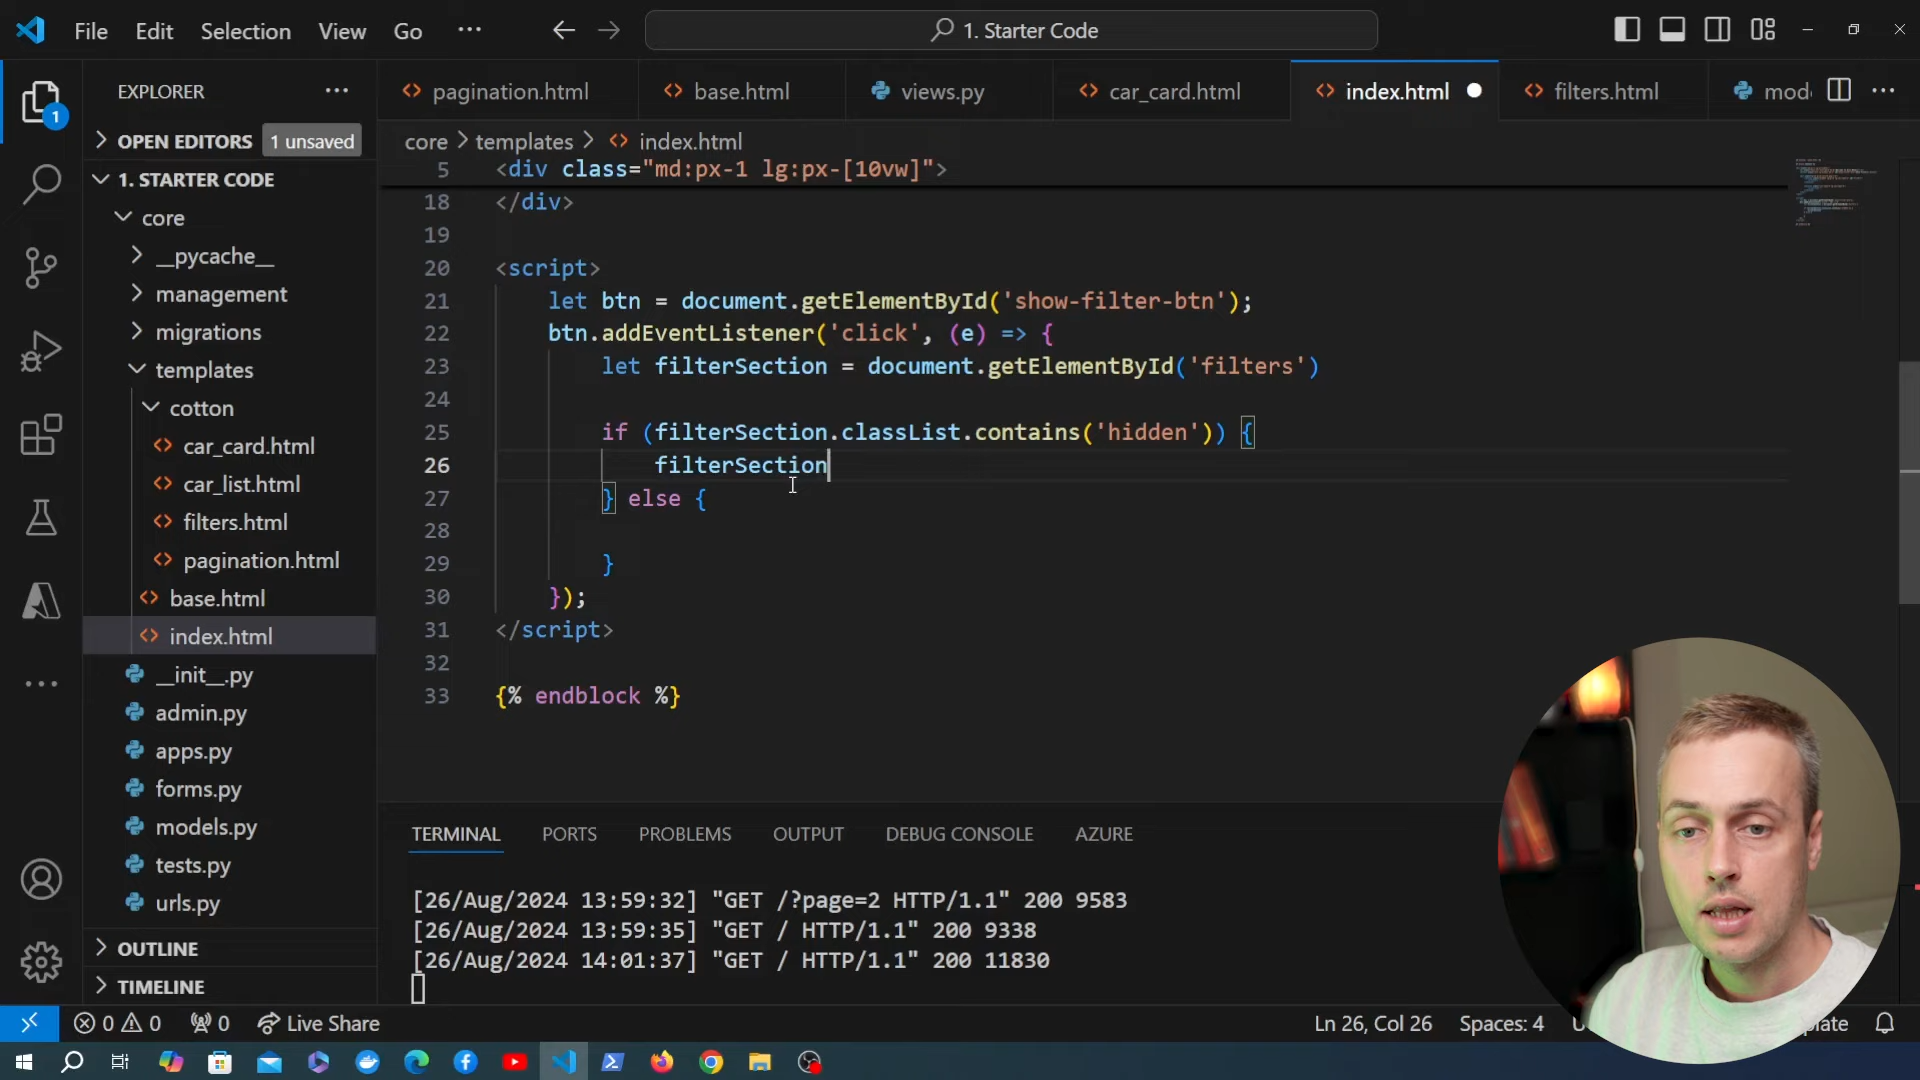 File Edit Selection View Go ··· 1. Starter Code
EXPLORER
pagination.html base.html views.py car_card.html index.html filters.html
OPEN EDITORS 1 unsaved
core > templates > index.html
1. STARTER CODE
core
__pycache__
management
migrations
templates
cotton
car_card.html
car_list.html
filters.html
pagination.html
base.html
index.html
__init__.py
admin.py
apps.py
forms.py
models.py
tests.py
urls.py
OUTLINE
TIMELINE
1
5 <div class="md:px-1 lg:px-[10vw]">
18 </div>
19
20 <script>
21 let btn = document.getElementById('show-filter-btn');
22 btn.addEventListener('click', (e) => {
23 let filterSection = document.getElementById('filters')
24
25 if (filterSection.classList.contains('hidden')) {
26 filterSection
27 } else {
28
29 }
30 });
31 </script>
32
33 {% endblock %}
TERMINAL PORTS PROBLEMS OUTPUT DEBUG CONSOLE AZURE
[26/Aug/2024 13:59:32] "GET /?page=2 HTTP/1.1" 200 9583
[26/Aug/2024 13:59:35] "GET / HTTP/1.1" 200 9338
[26/Aug/2024 14:01:37] "GET / HTTP/1.1" 200 11830
0 0 0 Live Share Ln 26, Col 26 Spaces: 4